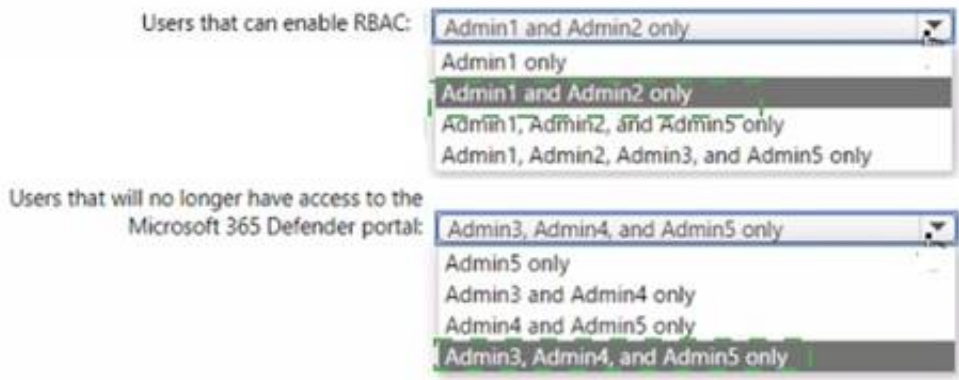 Users that can enable RBAC: Admin1 and Admin2 only
Admin1 only
Admin1 and Admin2 only
Admin1, Admin2, and Admin5 only
Admin1, Admin2, Admin3, and Admin5 only
Users that will no longer have access to the
Microsoft 365 Defender portal: Admin3, Admin4, and Admin5 only
Admin5 only
Admin3 and Admin4 only
Admin4 and Admin5 only
Admin3, Admin4, and Admin5 only